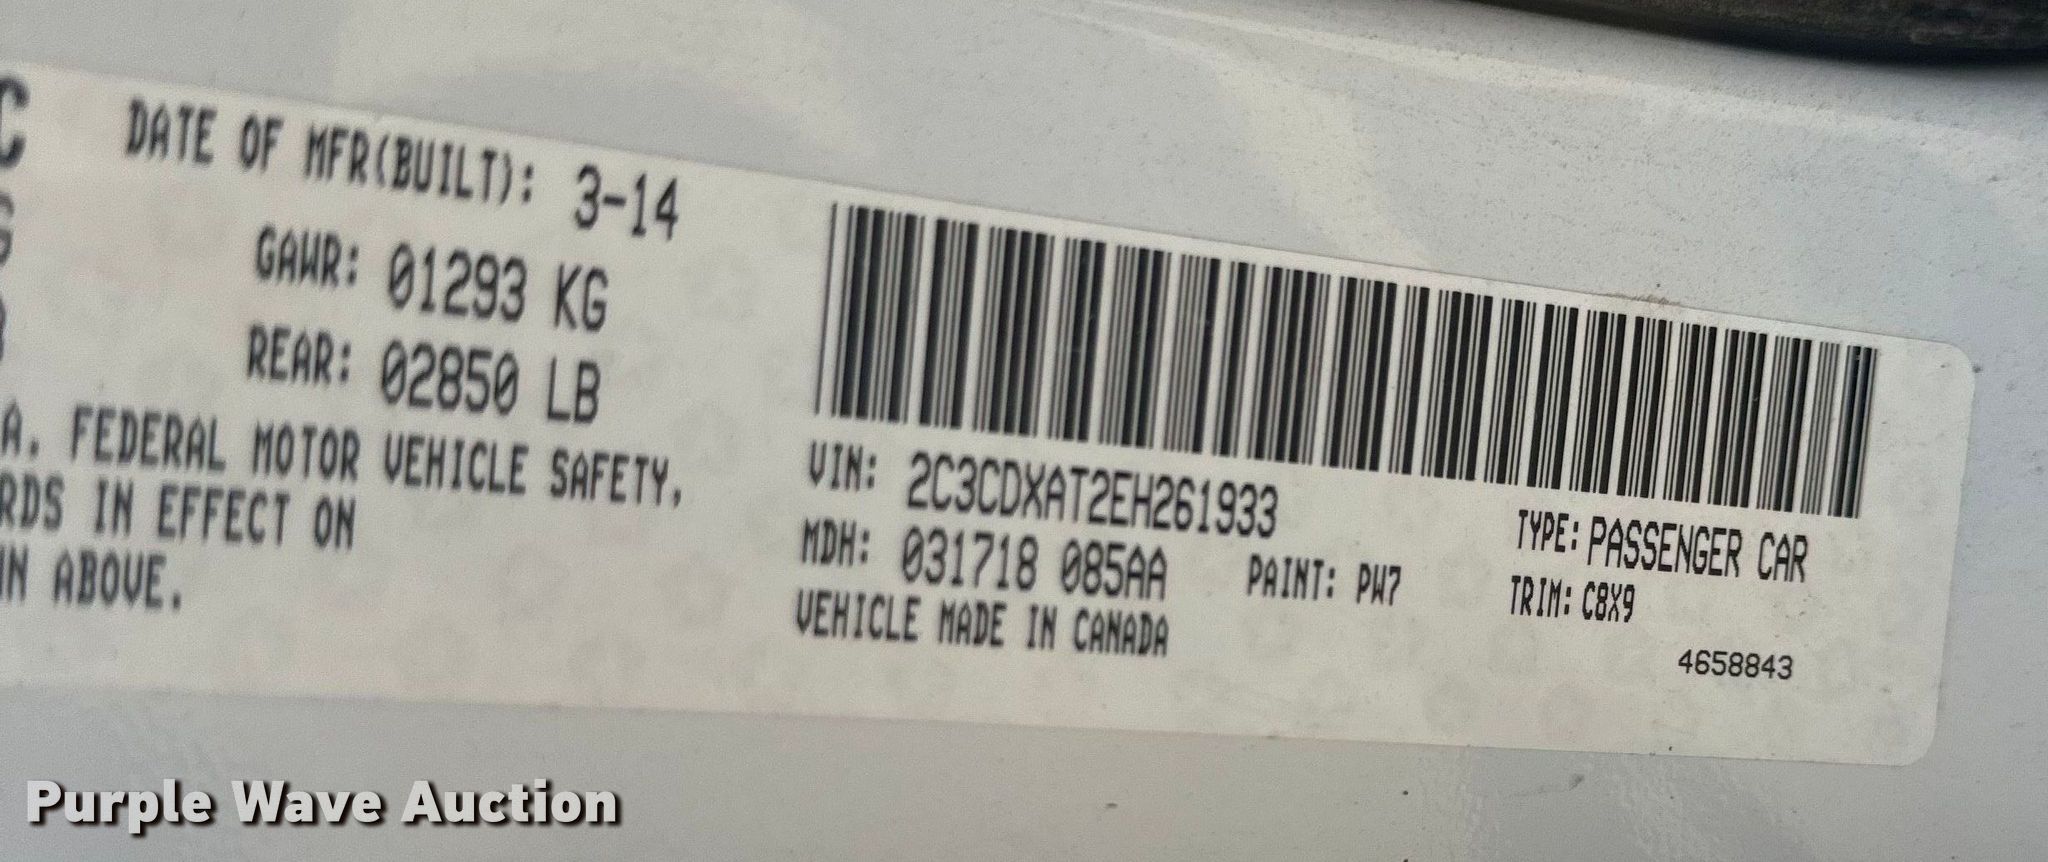 C
DATE OF MFR(BUILT): 3-14
G
GAWR: 01293 KG
REAR: 02850 LB
A. FEDERAL MOTOR VEHICLE SAFETY,
RDS IN EFFECT ON
IN ABOVE.
VIN: 2C3CDXAT2EH261933
TYPE: PASSENGER CAR
MDH: 031718 085AA
PAINT: PW7
TRIM: C8X9
VEHICLE MADE IN CANADA
4658843
Purple Wave Auction